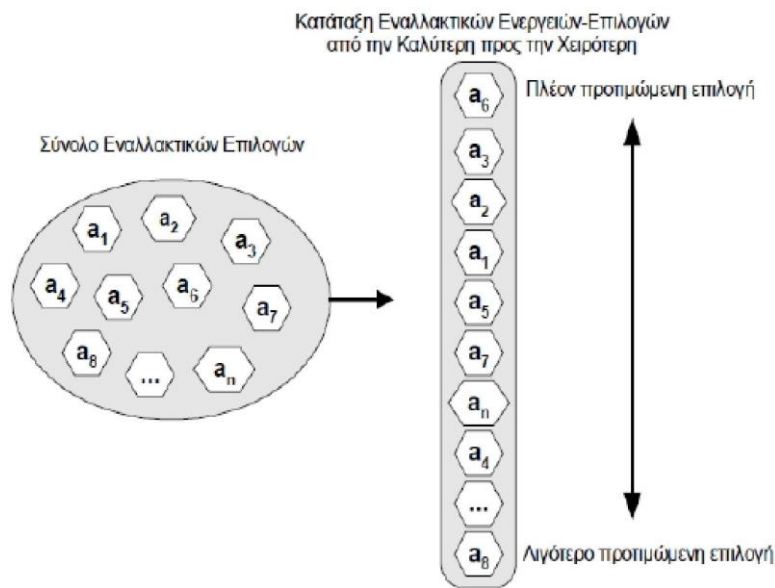 Κατάταξη Εναλλακτικών Ενεργειών-Επιλογών
από την Καλύτερη προς την Χειρότερη
Σύνολο Εναλλακτικών Επιλογών
a₁
a₂
a₃
a₄
a₅
a₆
a₇
a₈
...
aₙ
a₆
a₃
a₂
a₁
a₅
a₇
aₙ
a₄
...
a₈
Πλέον προτιμώμενη επιλογή
Λιγότερο προτιμώμενη επιλογή